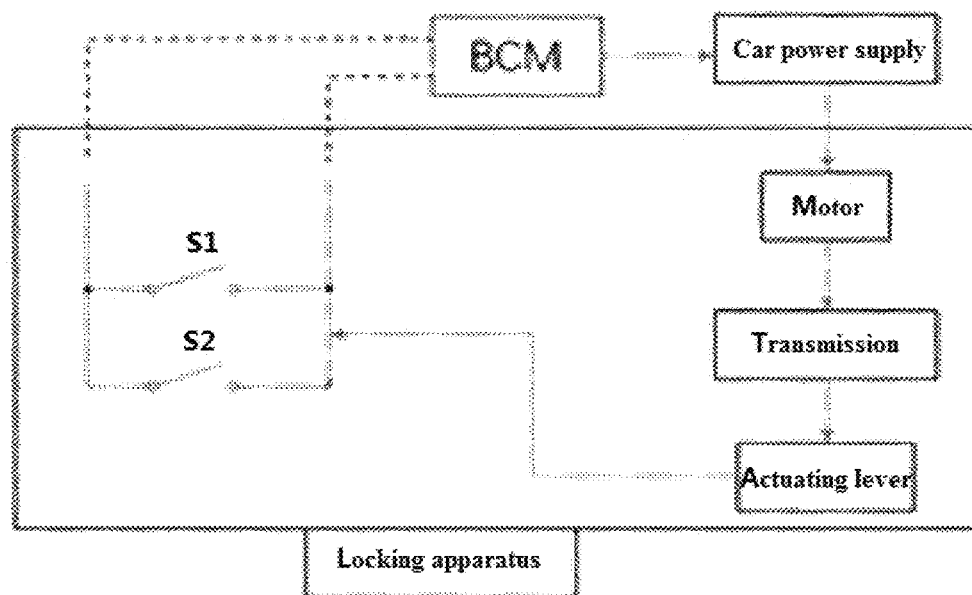 BCM
Car power supply
Motor
S1
S2
Transmission
Actuating lever
Locking apparatus